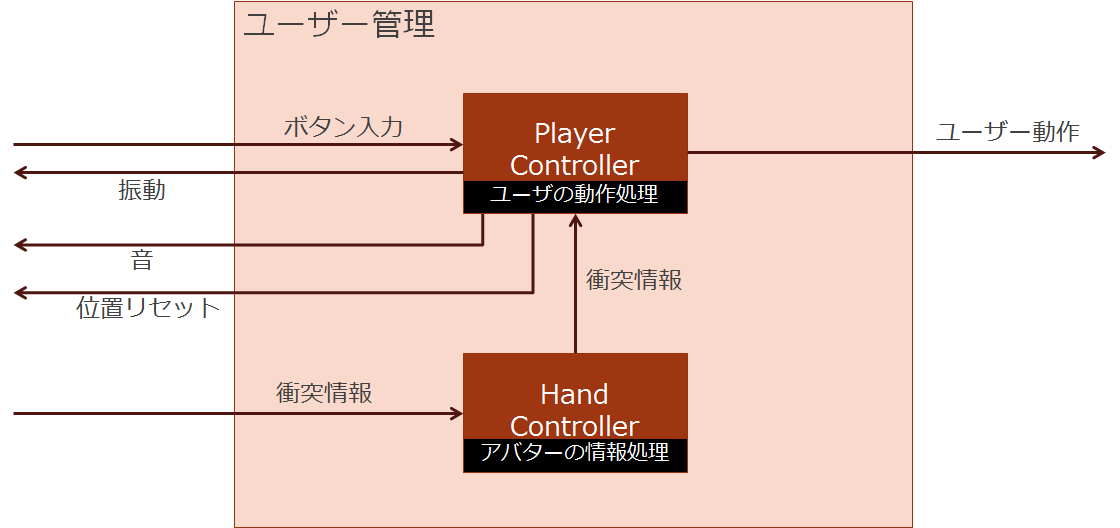 ユーザー管理
ボタン入力
Player
Controller
ユーザの動作処理
ユーザー動作
振動
音
衝突情報
位置リセット
衝突情報
Hand
Controller
アバターの情報処理